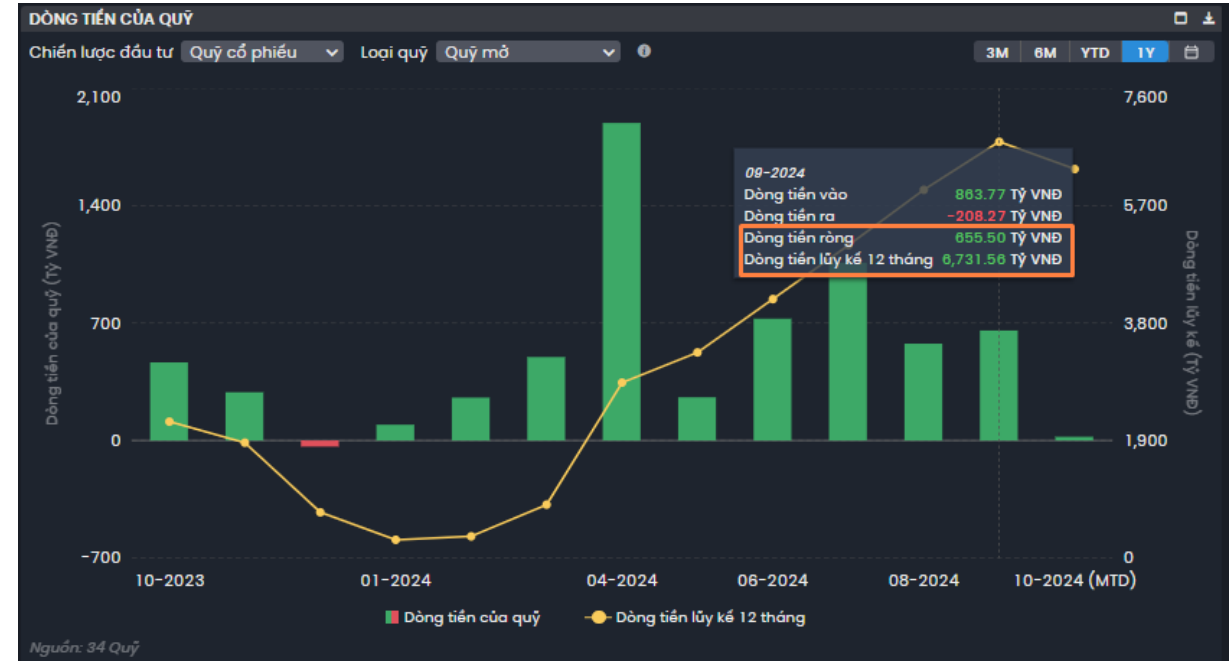 DÒNG TIỀN CỦA QUỸ
Chiến lược đầu tư Quỹ cổ phiếu Loại quỹ Quỹ mở 3M 6M YTD 1Y
2,100 7,600
09-2024
Dòng tiền vào 863.77 Tỷ VNĐ
1,400 5,700
Dòng tiền ra -208.27 Tỷ VNĐ
Dòng tiền ròng 655.50 Tỷ VNĐ
Dòng tiền lũy kế 12 tháng 6,731.56 Tỷ VNĐ
Dòng tiền của quỹ (Tỷ VNĐ)
Dòng tiền lũy kế (Tỷ VNĐ)
700 3,800
0 1,900
-700 0
10-2023 01-2024 04-2024 06-2024 08-2024 10-2024 (MTD)
Dòng tiền của quỹ Dòng tiền lũy kế 12 tháng
Nguồn: 34 Quỹ